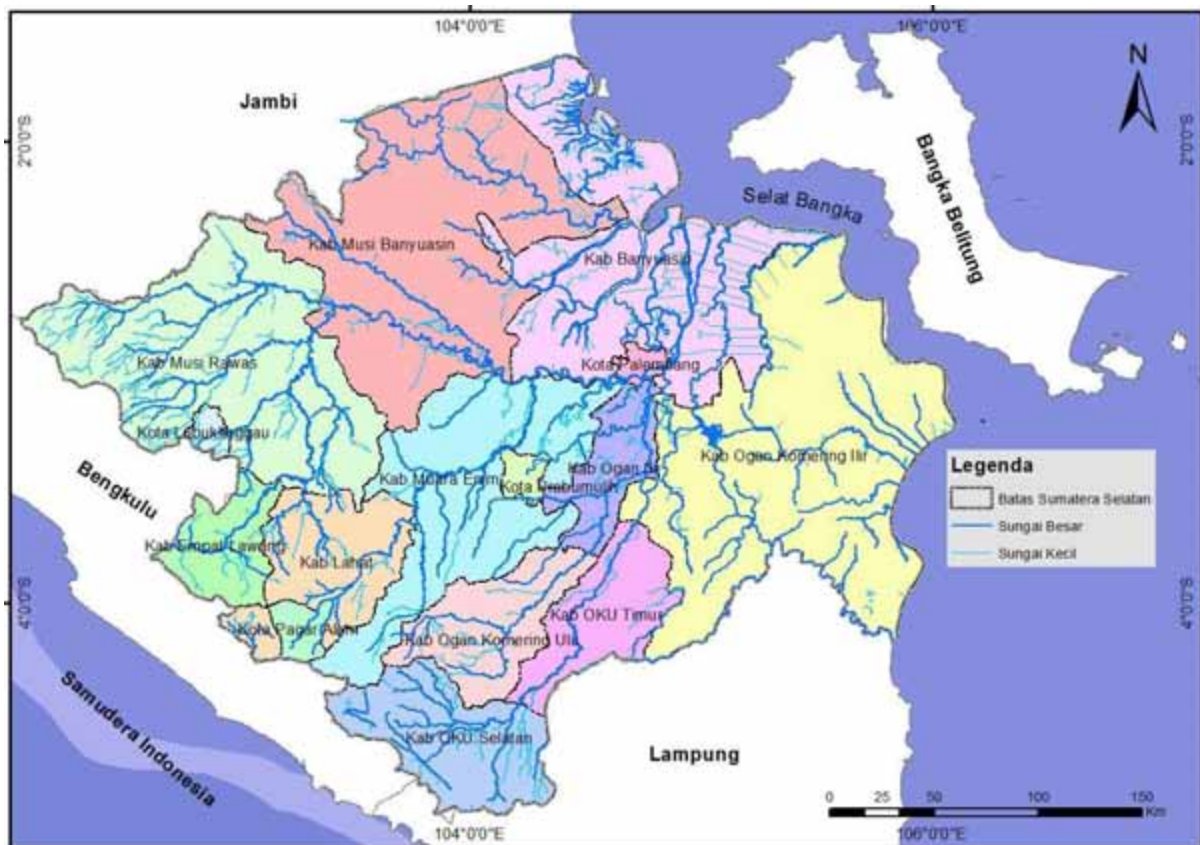 104°0'0"E
106°0'0"E
N
Jambi
2°0'0"S
2°0'0"S
Bangka Belitung
Selat Bangka
Kab Musi Banyuasin
Kab Banyuasin
Kab Musi Rawas
Kota Palembang
Kota Lubuklinggau
Kab Ogan Komering Ilir
Kab Ogan Ilir
Kab Muara Enim
Kota Prabumulih
Bengkulu
Legenda
Batas Sumatera Selatan
Sungai Besar
Sungai Kecil
Kab Empat Lawang
Kab Lahat
4°0'0"S
4°0'0"S
Kota Pagar Alam
Kab OKU Timur
Kab Ogan Komering Ulu
Samudera Indonesia
Kab OKU Selatan
Lampung
0 25 50 100 150
Km
104°0'0"E
106°0'0"E